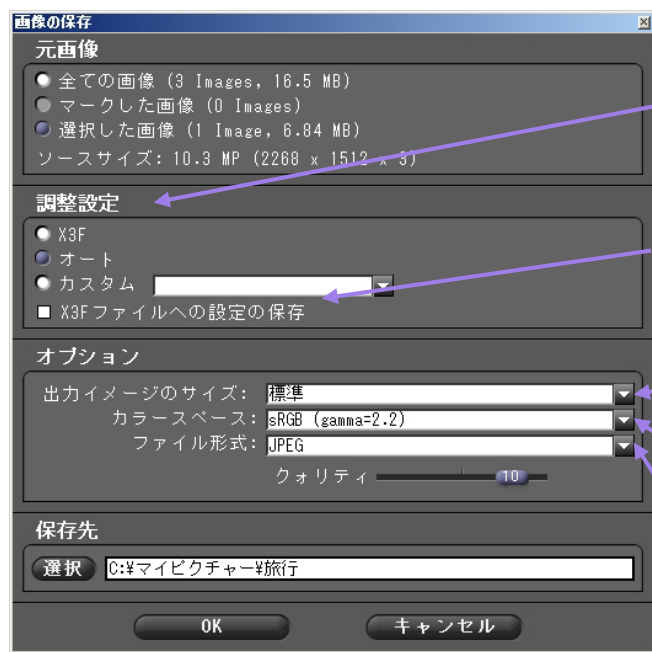 画像の保存
元画像
全ての画像 (3 Images, 16.5 MB)
マークした画像 (0 Images)
選択した画像 (1 Image, 6.84 MB)
ソースサイズ: 10.3 MP (2268 x 1512 x 3)
調整設定
X3F
オート
カスタム
X3Fファイルへの設定の保存
オプション
出力イメージのサイズ: 標準
カラースペース: sRGB (gamma=2.2)
ファイル形式: JPEG
クォリティ 10
保存先
選択 C:¥マイピクチャー¥旅行
OK キャンセル